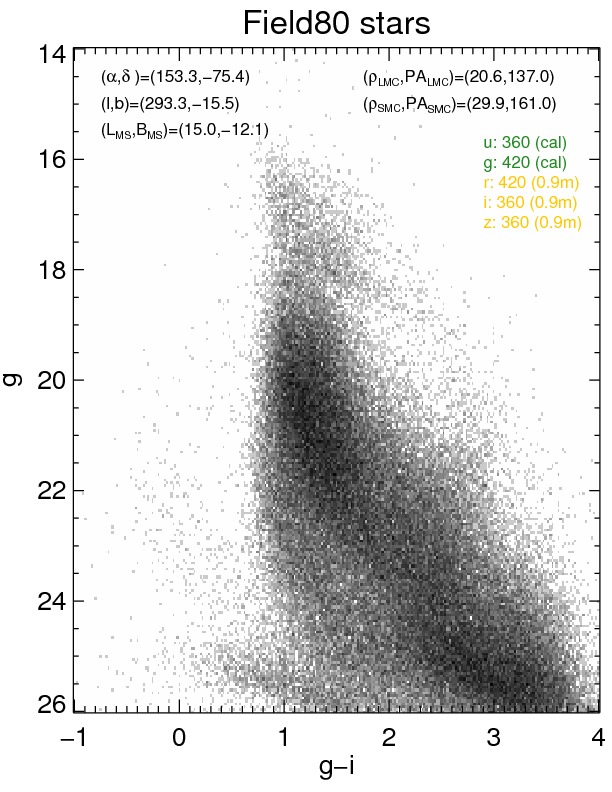 Field80 stars
(α,δ )=(153.3,−75.4)
(ρLMC,PALMC)=(20.6,137.0)
(l,b)=(293.3,−15.5)
(ρSMC,PASMC)=(29.9,161.0)
(LMS,BMS)=(15.0,−12.1)
u: 360 (cal)
g: 420 (cal)
r: 420 (0.9m)
i: 360 (0.9m)
z: 360 (0.9m)
14
16
18
20
22
24
26
g
−1 0 1 2 3 4
g−i